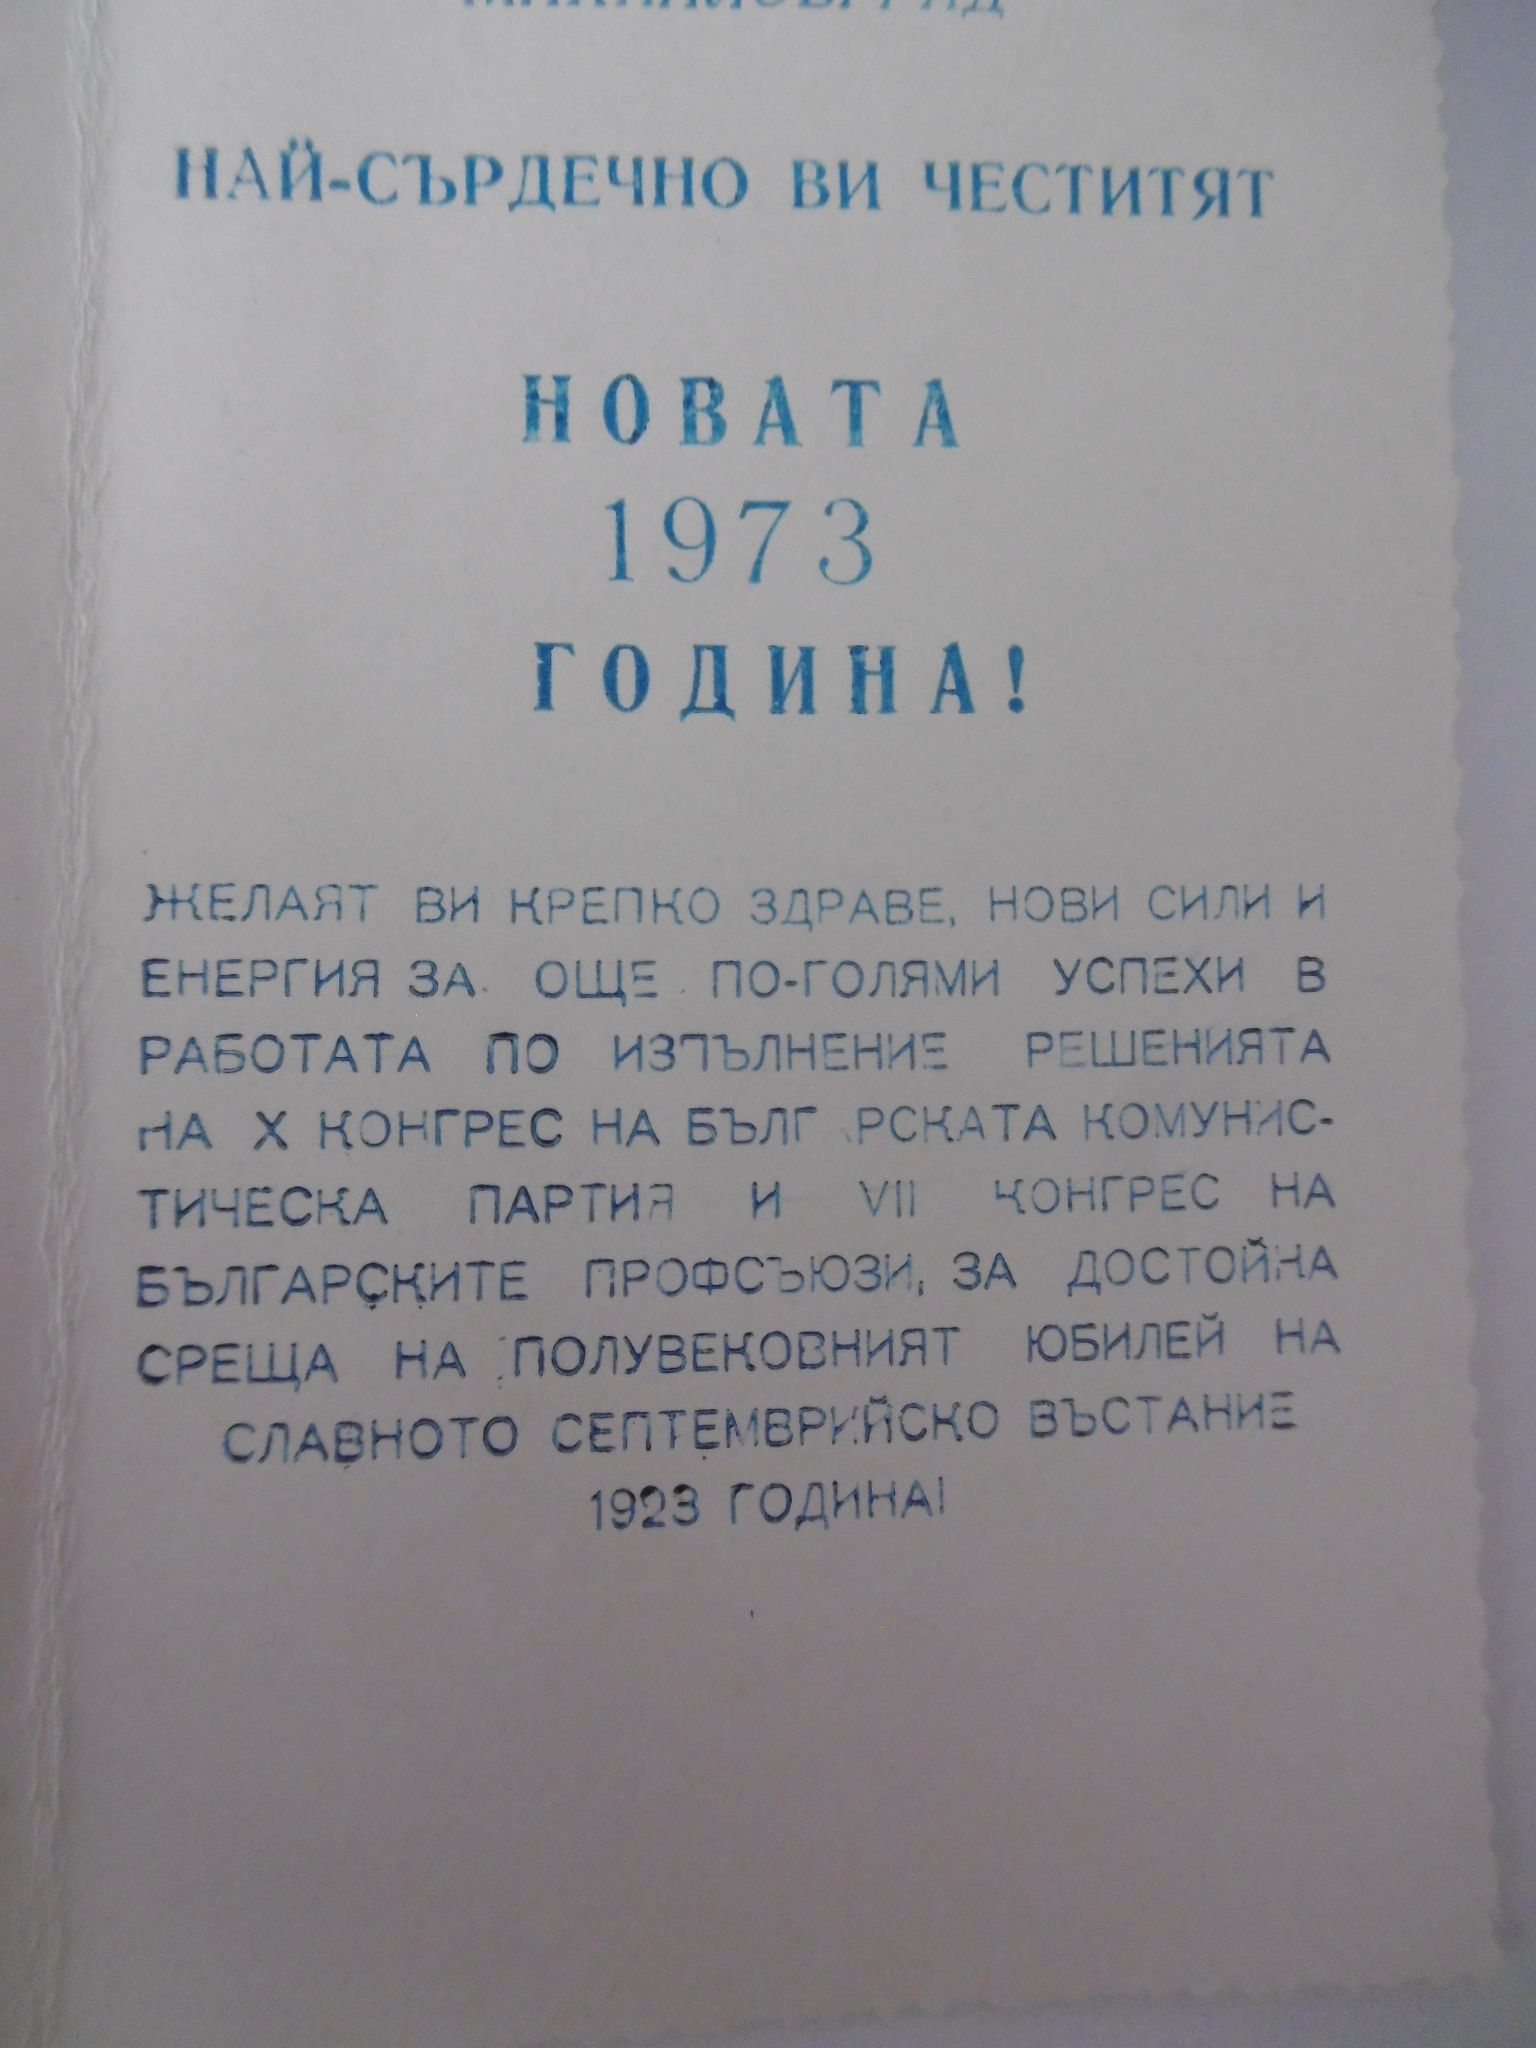 МИХАЙЛОВГРАД
НАЙ-СЪРДЕЧНО ВИ ЧЕСТИТЯТ
НОВАТА
1973
ГОДИНА!
ЖЕЛАЯТ ВИ КРЕПКО ЗДРАВЕ, НОВИ СИЛИ И
ЕНЕРГИЯ ЗА ОЩЕ ПО-ГОЛЯМИ УСПЕХИ В
РАБОТАТА ПО ИЗПЪЛНЕНИЕ РЕШЕНИЯТА
НА X КОНГРЕС НА БЪЛГАРСКАТА КОМУНИС-
ТИЧЕСКА ПАРТИЯ И VII КОНГРЕС НА
БЪЛГАРСКИТЕ ПРОФСЪЮЗИ, ЗА ДОСТОЙНА
СРЕЩА НА ПОЛУВЕКОВНИЯТ ЮБИЛЕЙ НА
СЛАВНОТО СЕПТЕМВРИЙСКО ВЪСТАНИЕ
1923 ГОДИНА!